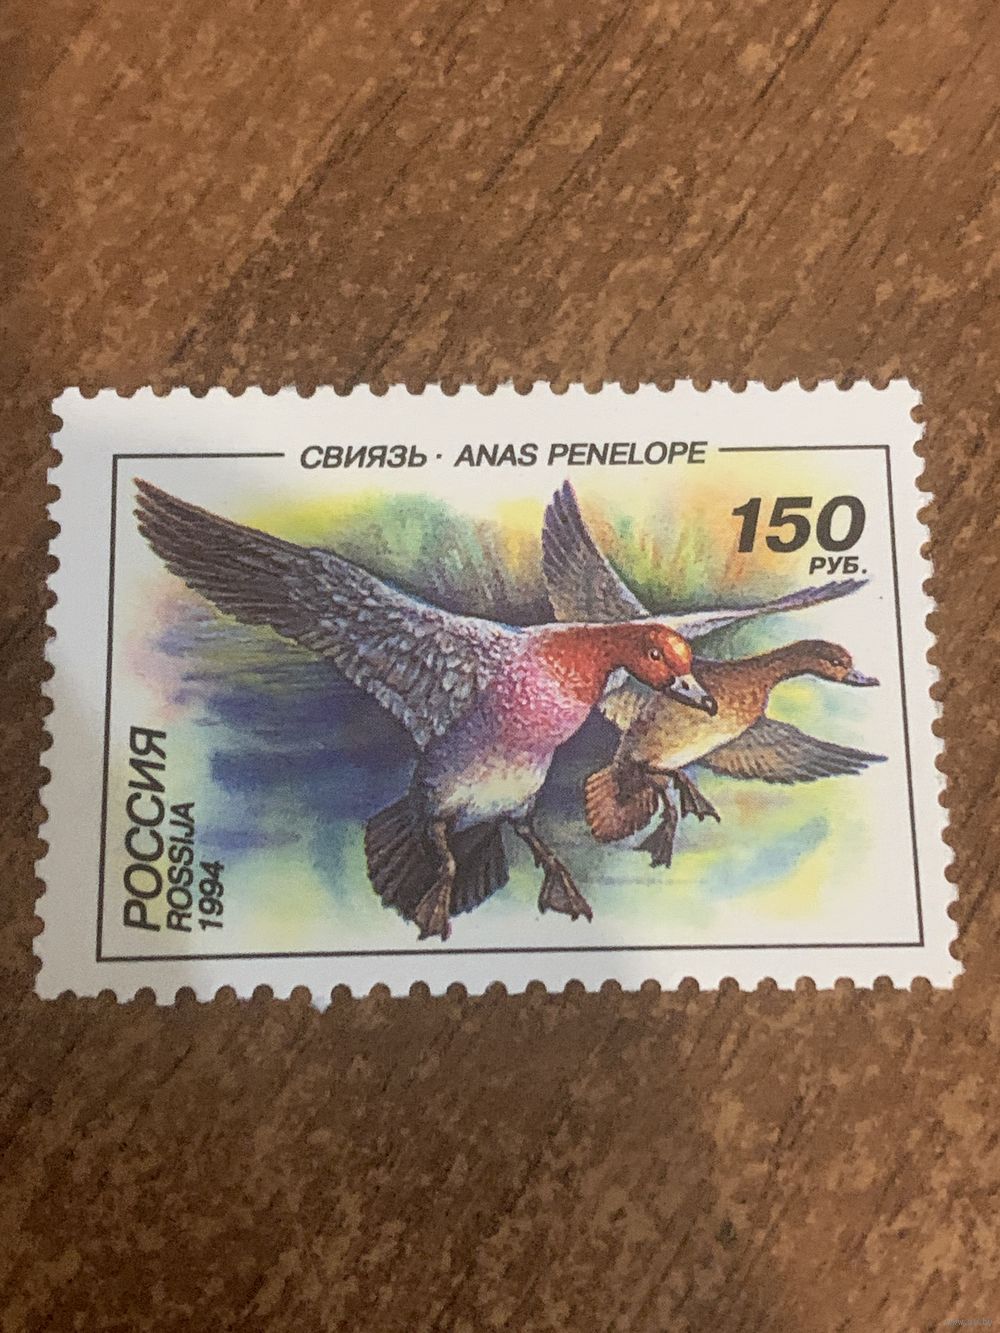 СВИЯЗЬ · ANAS PENELOPE
150
РУБ.
РОССИЯ
ROSSIJA
1994